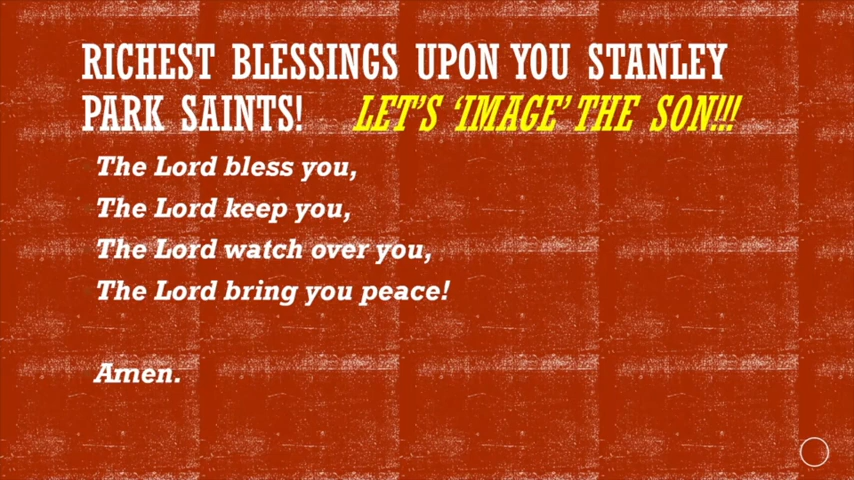 RICHEST BLESSINGS UPON YOU STANLEY
PARK SAINTS! LET'S ‘IMAGE’ THE SON!!!
The Lord bless you,
The Lord keep you,
The Lord watch over you,
The Lord bring you peace!
Amen.